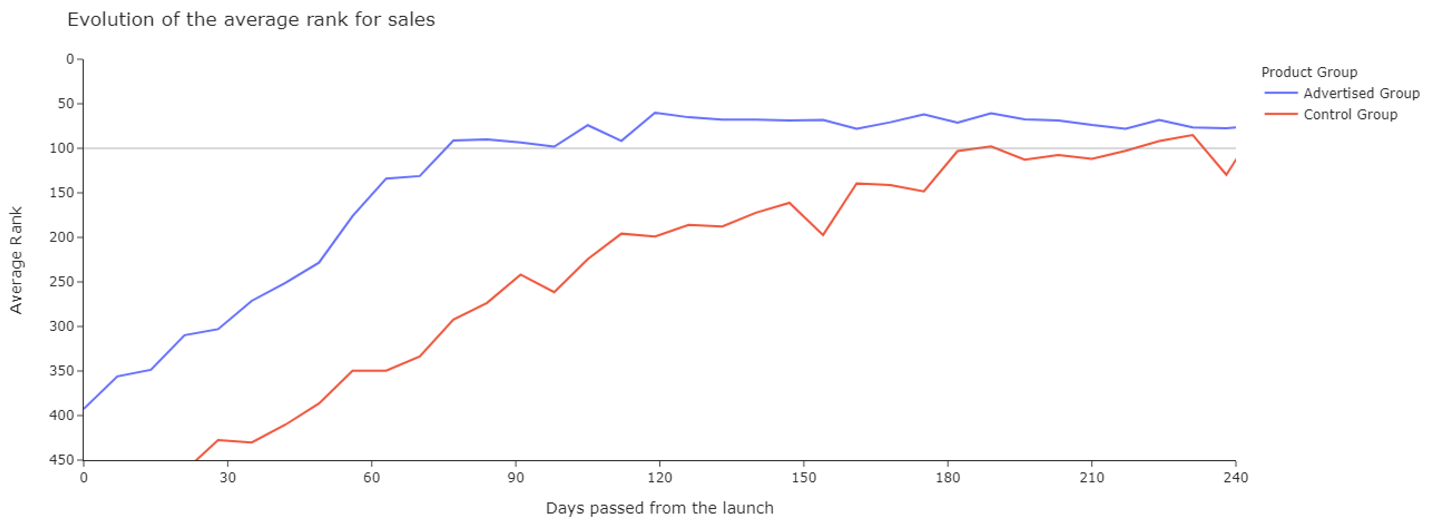 Evolution of the average rank for sales
0
50
100
150
200
250
300
350
400
450
Average Rank
0 30 60 90 120 150 180 210 240
Days passed from the launch
Product Group
Advertised Group
Control Group